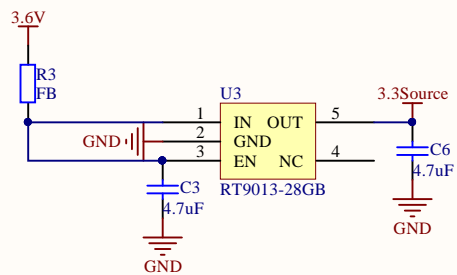 3.6V
R3
FB
U3
3.3Source
1 IN OUT 5
GND 2 GND
3 EN NC 4
RT9013-28GB
C3
4.7uF
C6
4.7uF
GND
GND